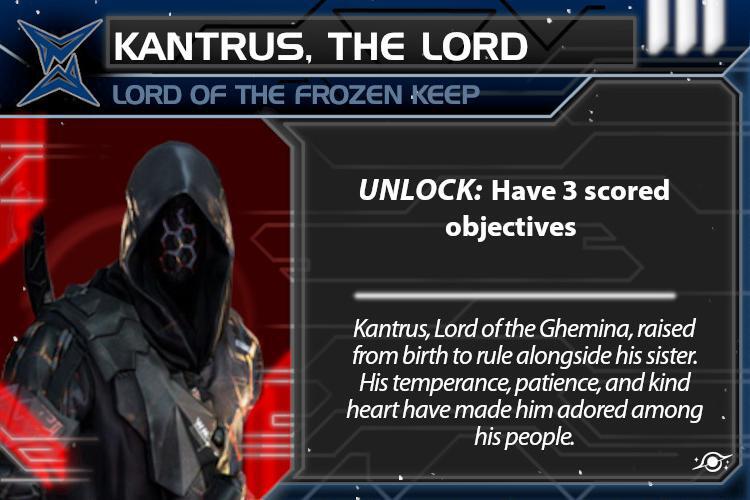 KANTRUS, THE LORD
LORD OF THE FROZEN KEEP
UNLOCK: Have 3 scored
objectives
Kantrus, Lord of the Ghemina, raised
from birth to rule alongside his sister.
His temperance, patience, and kind
heart have made him adored among
his people.